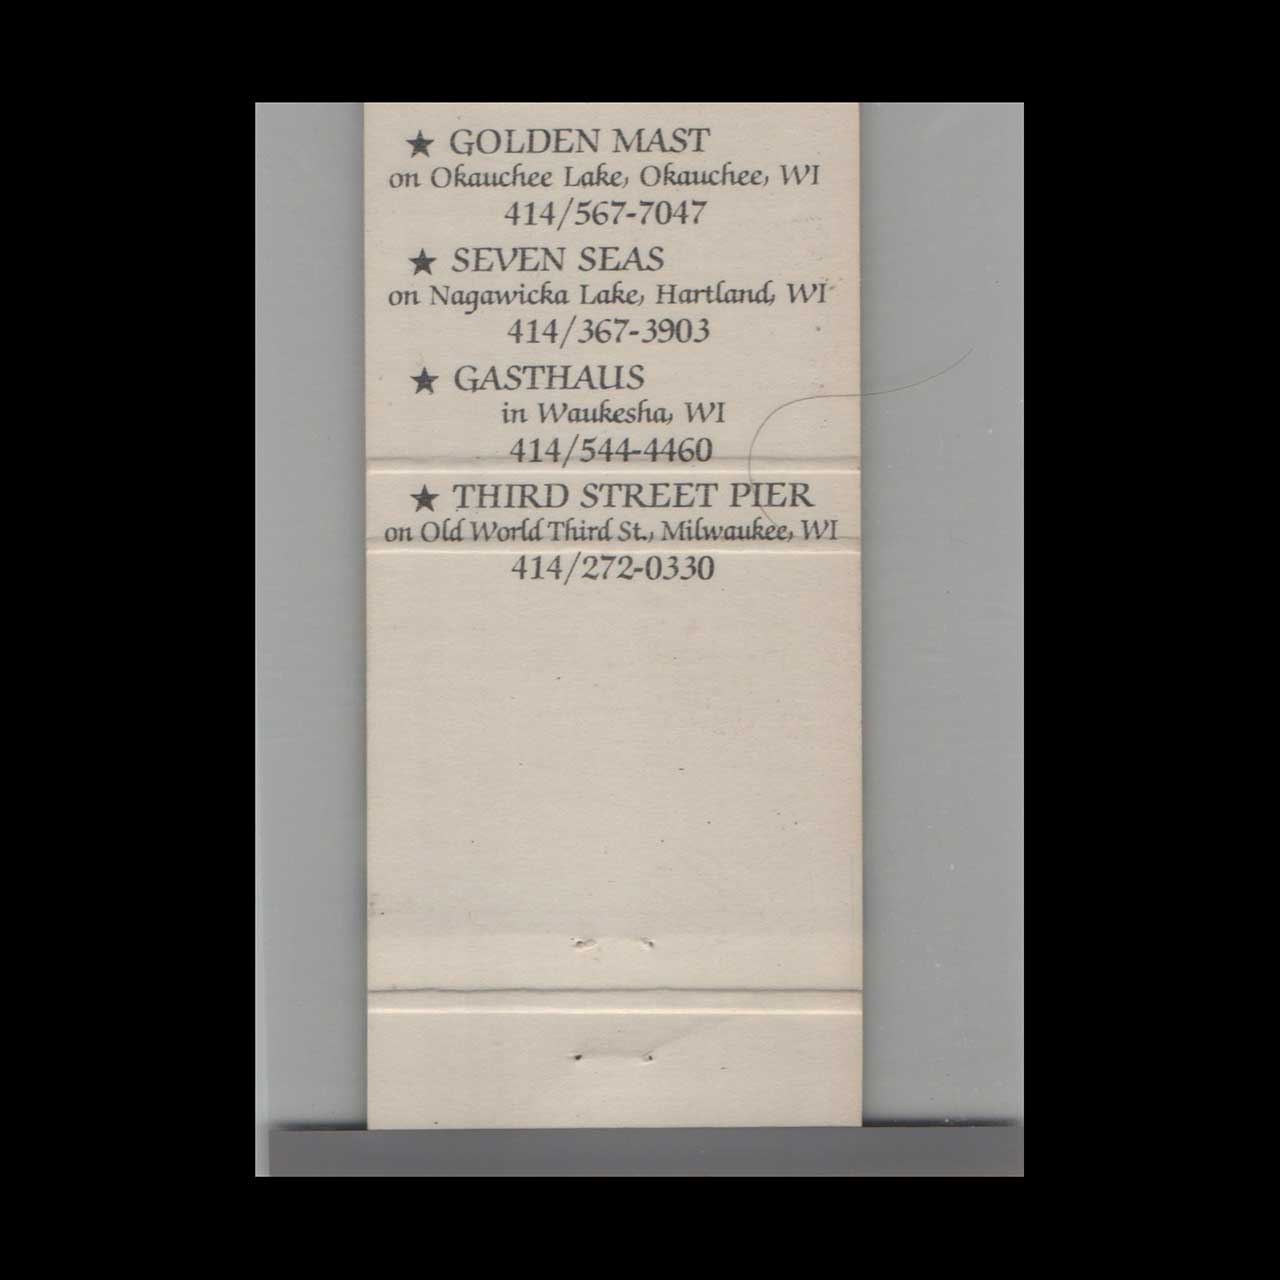 ★ GOLDEN MAST
on Okauchee Lake, Okauchee, WI
414/567-7047
★ SEVEN SEAS
on Nagawicka Lake, Hartland, WI
414/367-3903
★ GASTHAUS
in Waukesha, WI
414/544-4460
★ THIRD STREET PIER
on Old World Third St., Milwaukee, WI
414/272-0330